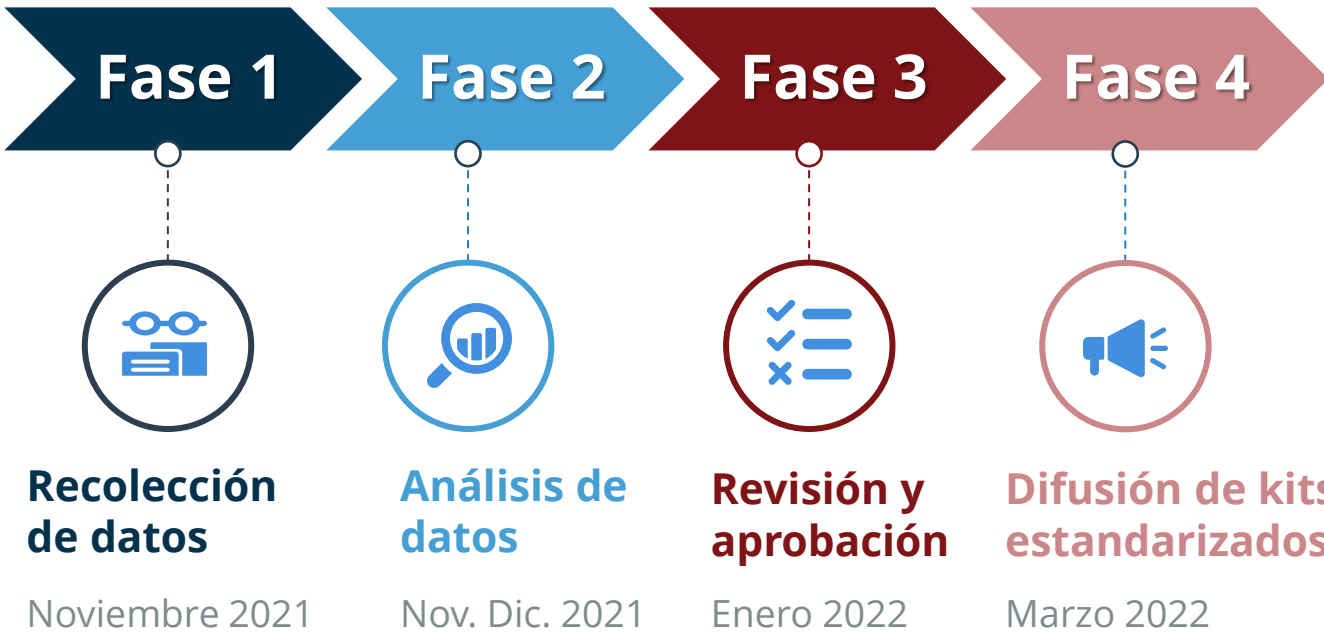 Fase 1
Fase 2
Fase 3
Fase 4
Recolección
de datos
Noviembre 2021
Análisis de
datos
Nov. Dic. 2021
Revisión y
aprobación
Enero 2022
Difusión de kits
estandarizados
Marzo 2022